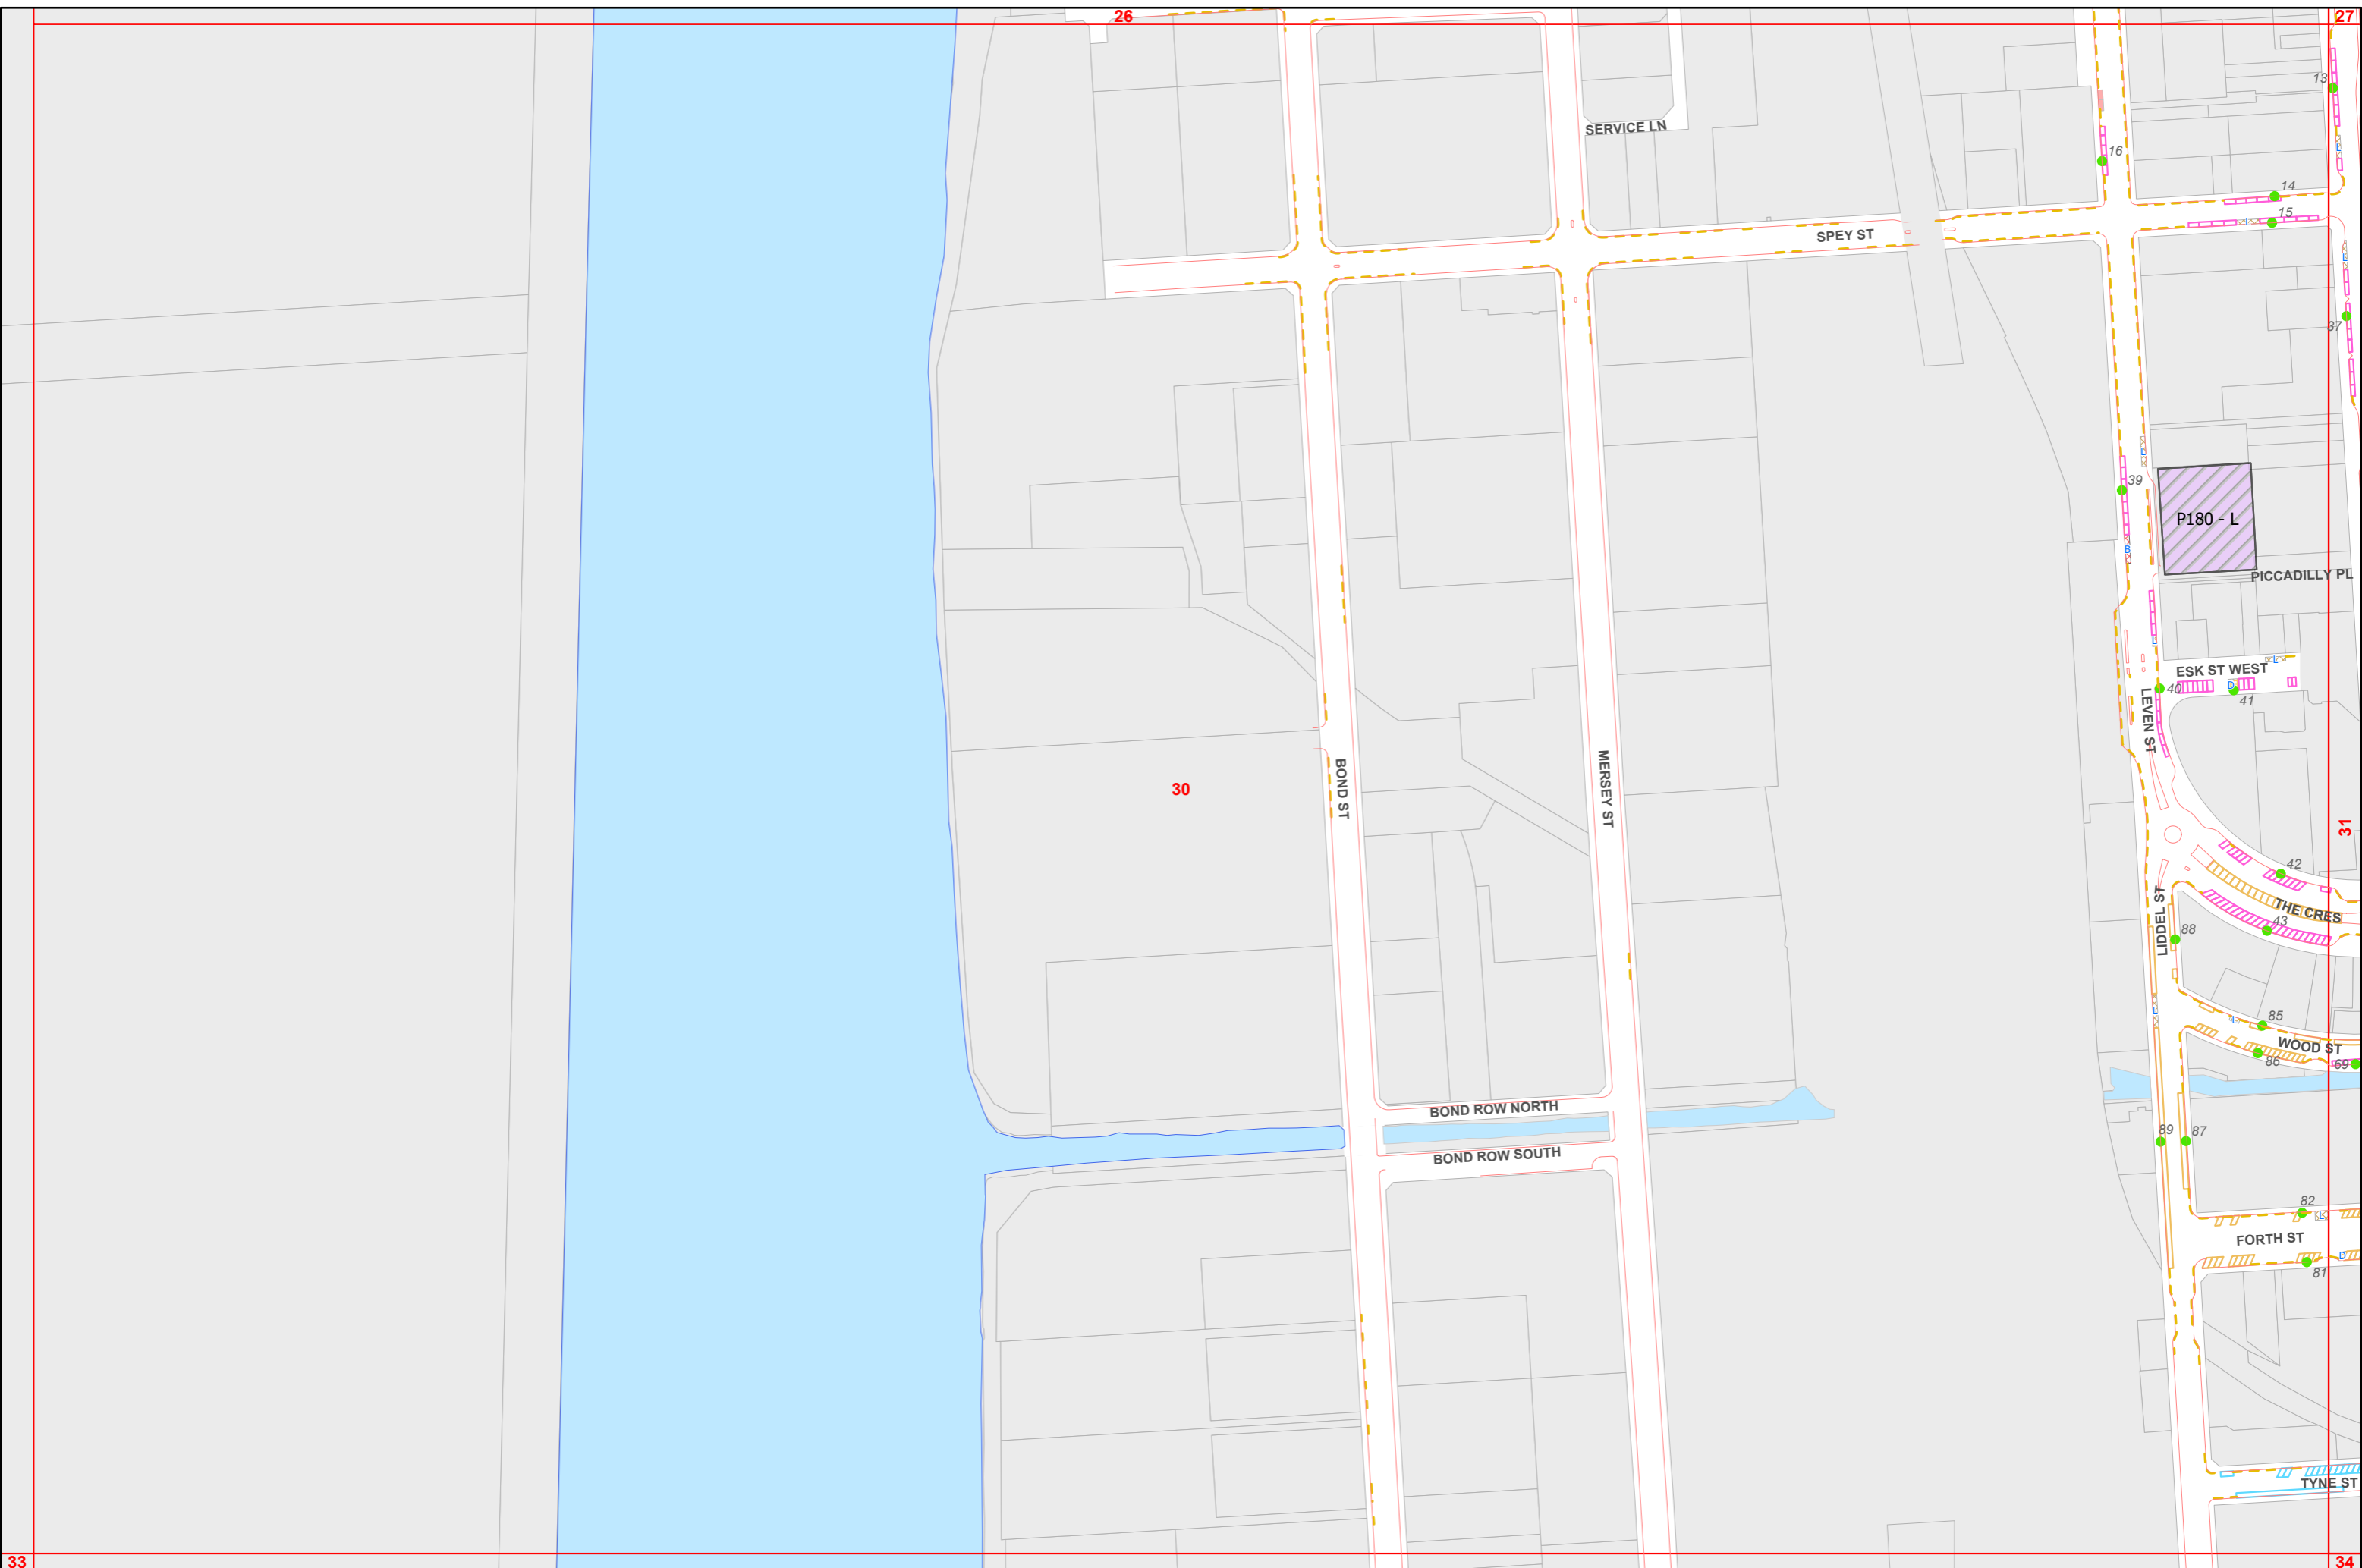 26
27
13
SERVICE LN
16
14
15
SPEY ST
L
L
L
37
L
39
P180 - L
B
PICCADILLY PL
L
L
ESK ST WEST
40
D
41
LEVEN ST
BOND ST
MERSEY ST
30
31
42
THE CRES
43
LIDDEL ST
88
L
85
L
WOOD ST
86
69
BOND ROW NORTH
BOND ROW SOUTH
89
87
82
L
FORTH ST
D
81
TYNE ST
33
34